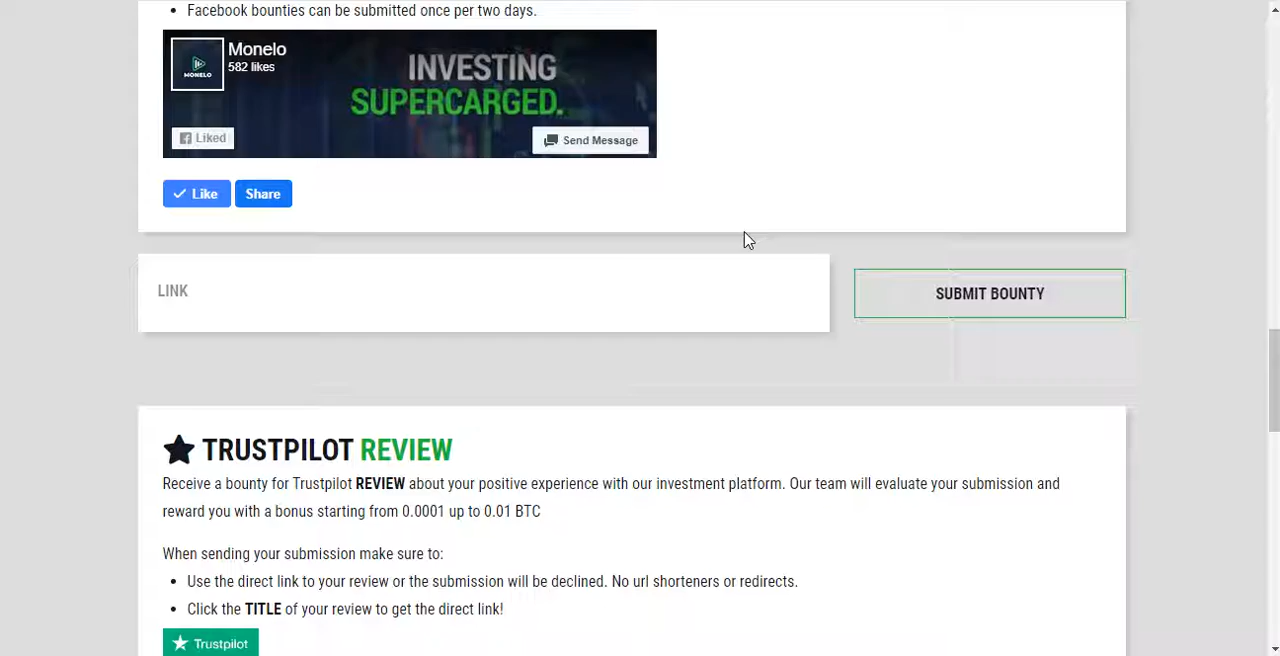 Facebook bounties can be submitted once per two days.
Monelo
582 likes
MONELO
INVESTING
SUPERCARGED.
Liked
Send Message
Like
Share
LINK
SUBMIT BOUNTY
TRUSTPILOT REVIEW
Receive a bounty for Trustpilot REVIEW about your positive experience with our investment platform. Our team will evaluate your submission and
reward you with a bonus starting from 0.0001 up to 0.01 BTC
When sending your submission make sure to:
Use the direct link to your review or the submission will be declined. No url shorteners or redirects.
Click the TITLE of your review to get the direct link!
Trustpilot